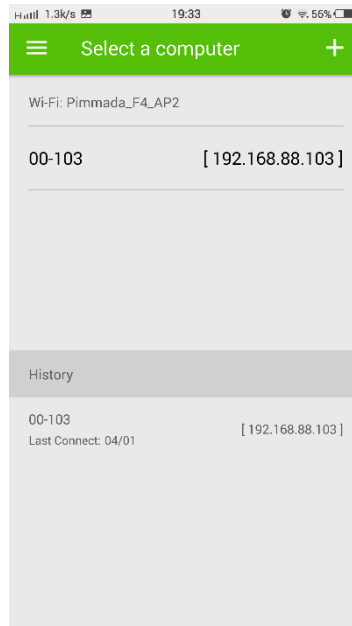 H 1.3k/s 19:33 56%
Select a computer +
Wi-Fi: Pimmada_F4_AP2
00-103 [ 192.168.88.103 ]
History
00-103
Last Connect: 04/01 [ 192.168.88.103 ]